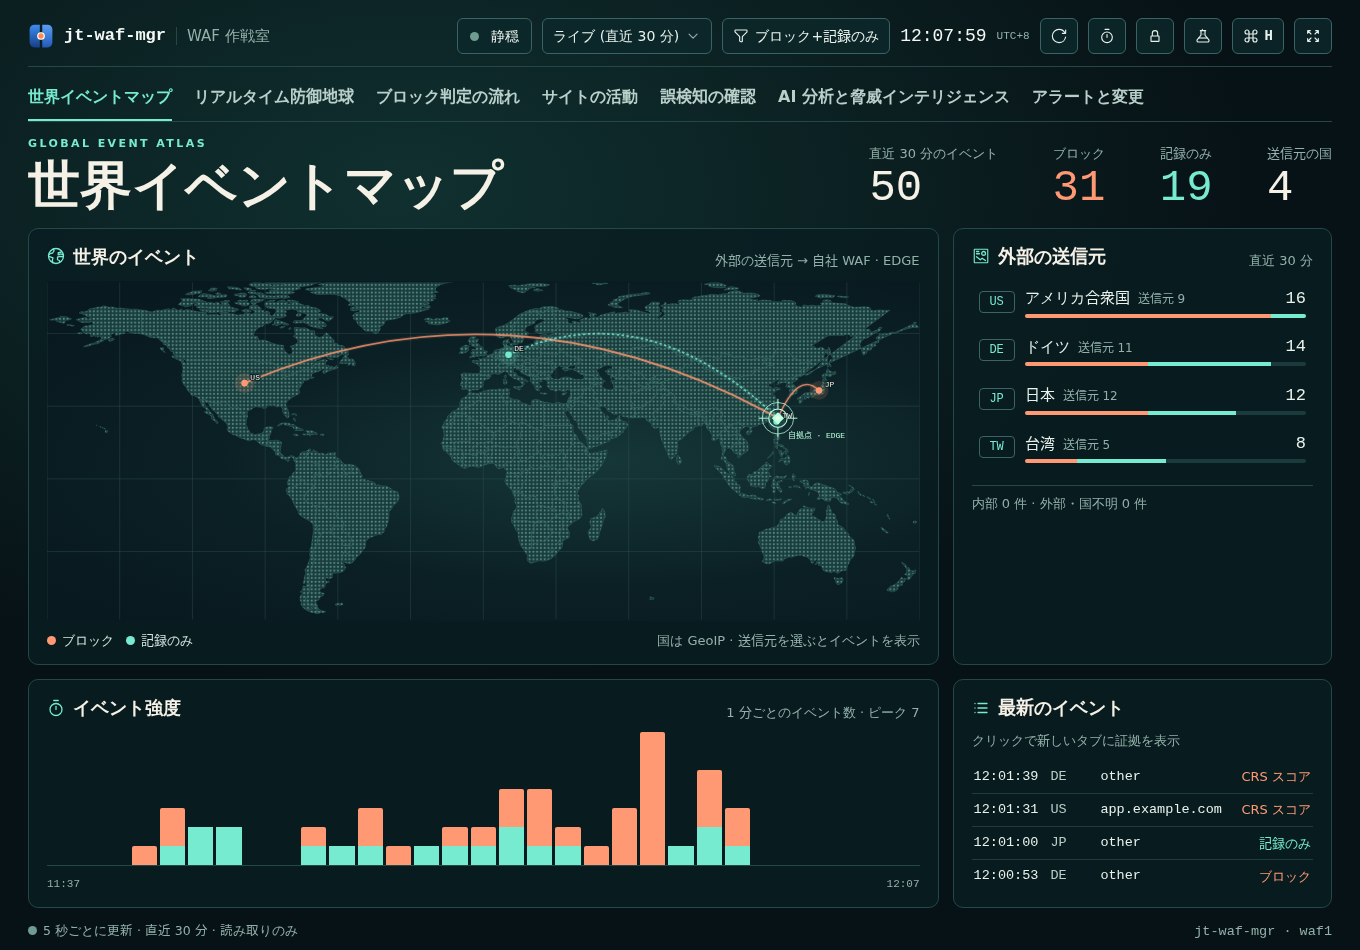 jt-waf-mgr WAF 作戦室 静穏 ライブ (直近 30 分) ブロック+記録のみ 12:07:59 UTC+8 ⌘ H
世界イベントマップ リアルタイム防御地球 ブロック判定の流れ サイトの活動 誤検知の確認 AI 分析と脅威インテリジェンス アラートと変更
GLOBAL EVENT ATLAS
世界イベントマップ
直近 30 分のイベント ブロック 記録のみ 送信元の国
50 31 19 4
世界のイベント
外部の送信元 → 自社 WAF · EDGE
US
DE
JP
自拠点 · EDGE
ブロック 記録のみ
国は GeoIP · 送信元を選ぶとイベントを表示
外部の送信元 直近 30 分
US アメリカ合衆国 送信元 9 16
DE ドイツ 送信元 11 14
JP 日本 送信元 12 12
TW 台湾 送信元 5 8
内部 0 件 · 外部・国不明 0 件
イベント強度
1 分ごとのイベント数 · ピーク 7
11:37 12:07
最新のイベント
クリックで新しいタブに証拠を表示
12:01:39 DE other CRS スコア
12:01:31 US app.example.com CRS スコア
12:01:00 JP other 記録のみ
12:00:53 DE other ブロック
5 秒ごとに更新 · 直近 30 分 · 読み取りのみ
jt-waf-mgr · waf1